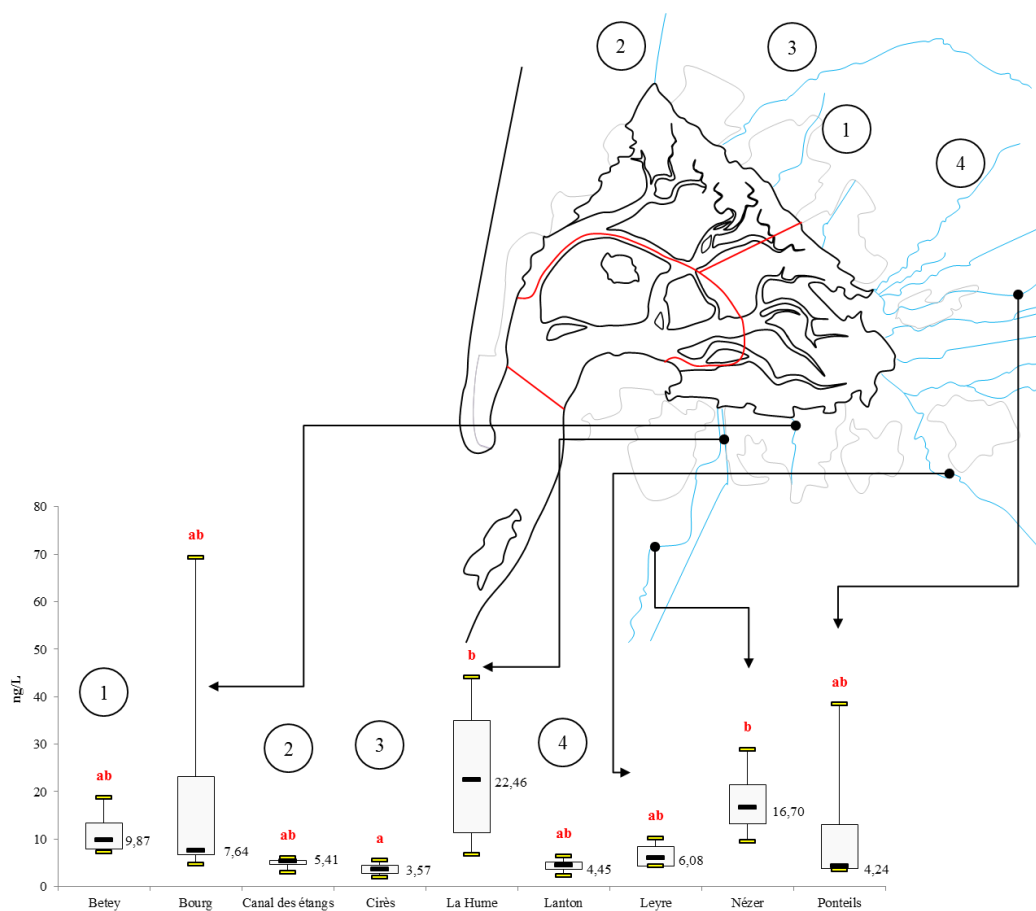 2
3
1
4
80
70
60
50
40
30
20
10
0
ng/L
1
2
3
4
ab
ab
ab
a
b
ab
ab
b
ab
9,87
7,64
5,41
3,57
22,46
4,45
6,08
16,70
4,24
Betey
Bourg
Canal des étangs
Cirès
La Hume
Lanton
Leyre
Nézer
Ponteils